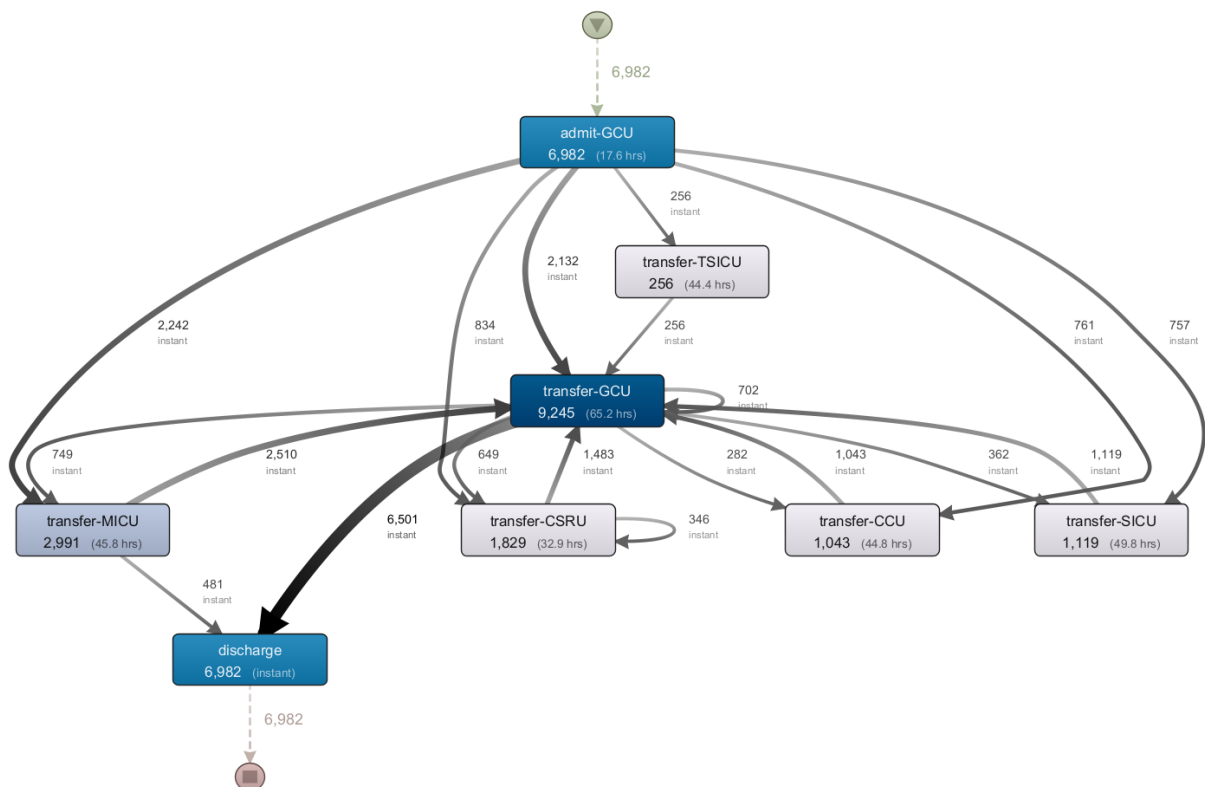 6,982
admit-GCU
6,982 (17.6 hrs)
256
instant
2,132
instant
transfer-TSICU
256 (44.4 hrs)
2,242
instant
834
instant
256
instant
761
instant
757
instant
transfer-GCU
9,245 (65.2 hrs)
702
instant
749
instant
2,510
instant
649
instant
1,483
instant
282
instant
1,043
instant
362
instant
1,119
instant
transfer-MICU
2,991 (45.8 hrs)
6,501
instant
transfer-CSRU
1,829 (32.9 hrs)
346
instant
transfer-CCU
1,043 (44.8 hrs)
transfer-SICU
1,119 (49.8 hrs)
481
instant
discharge
6,982 (instant)
6,982